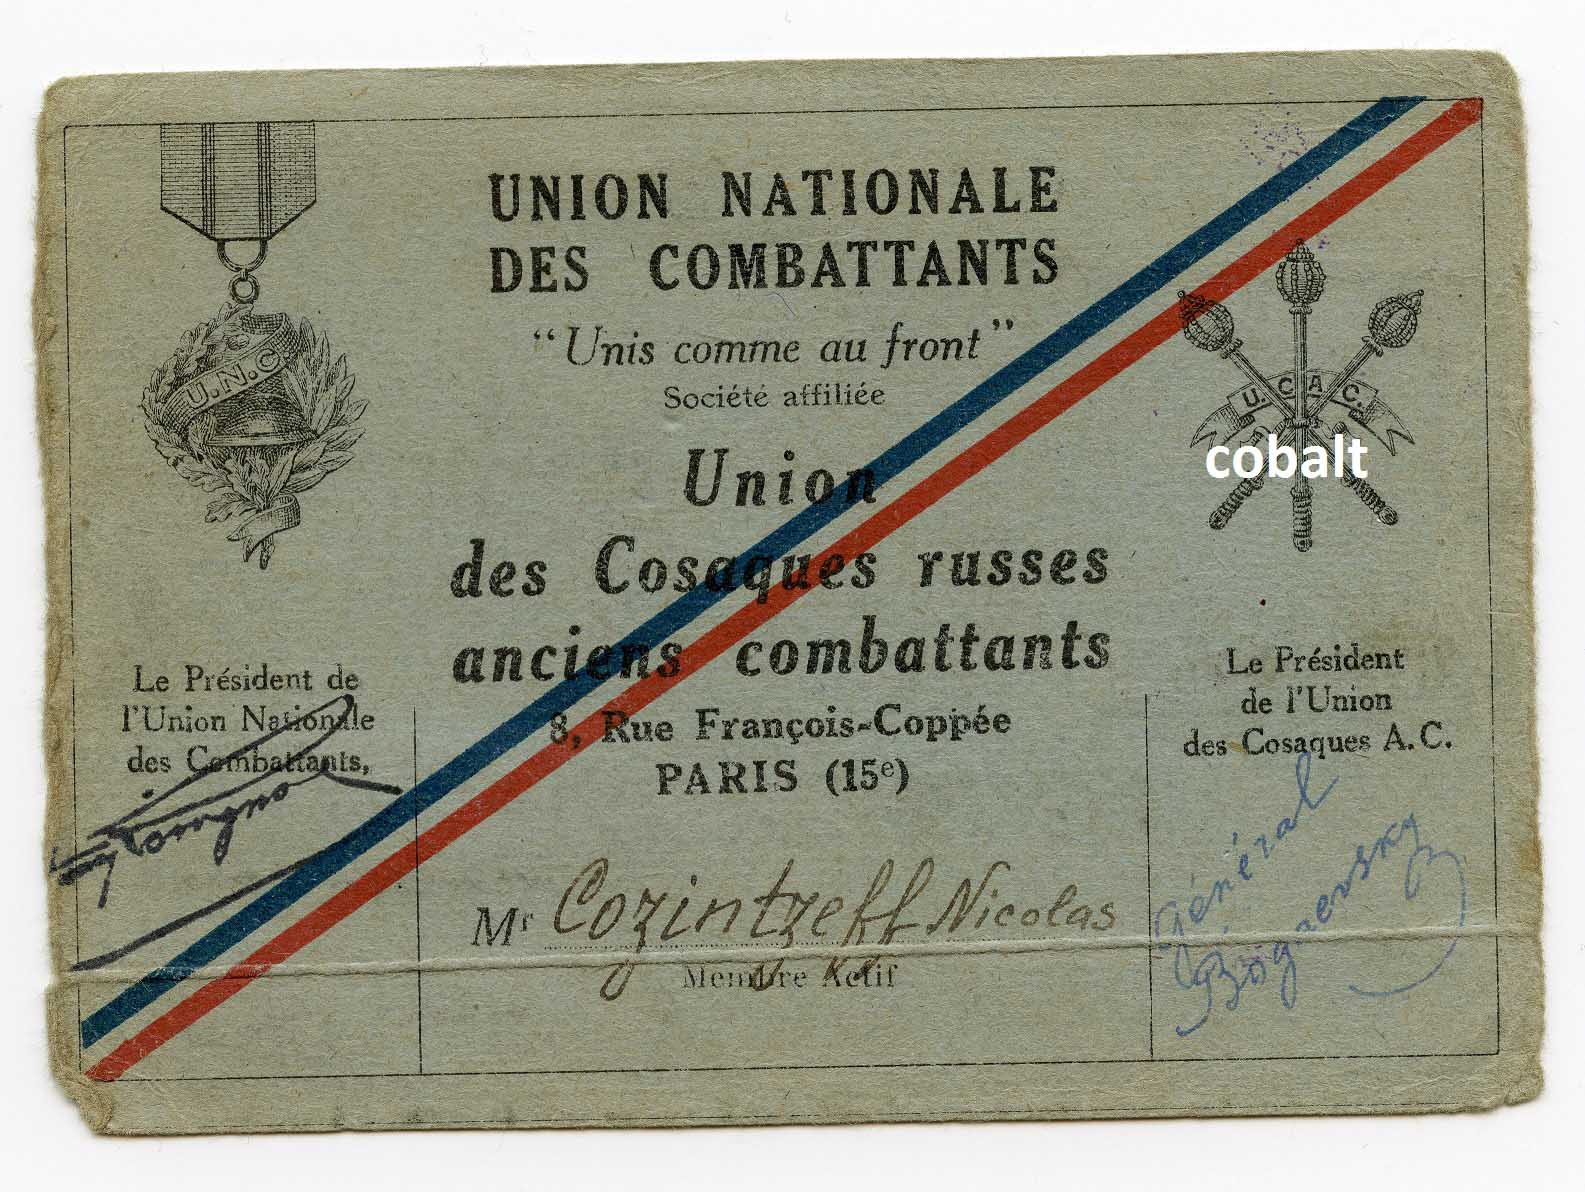 UNION NATIONALE
DES COMBATTANTS
"Unis comme au front"
Société affiliée
Union
des Cosaques russes
anciens combattants
8, Rue François-Coppée
PARIS (15e)
U.N.C.
U.C.A.C.
cobalt
Le Président de
l'Union Nationale
des Combattants,
Le Président
de l'Union
des Cosaques A. C.
Mr Cozintzeff Nicolas
Membre Actif
Général
Bogaevsky